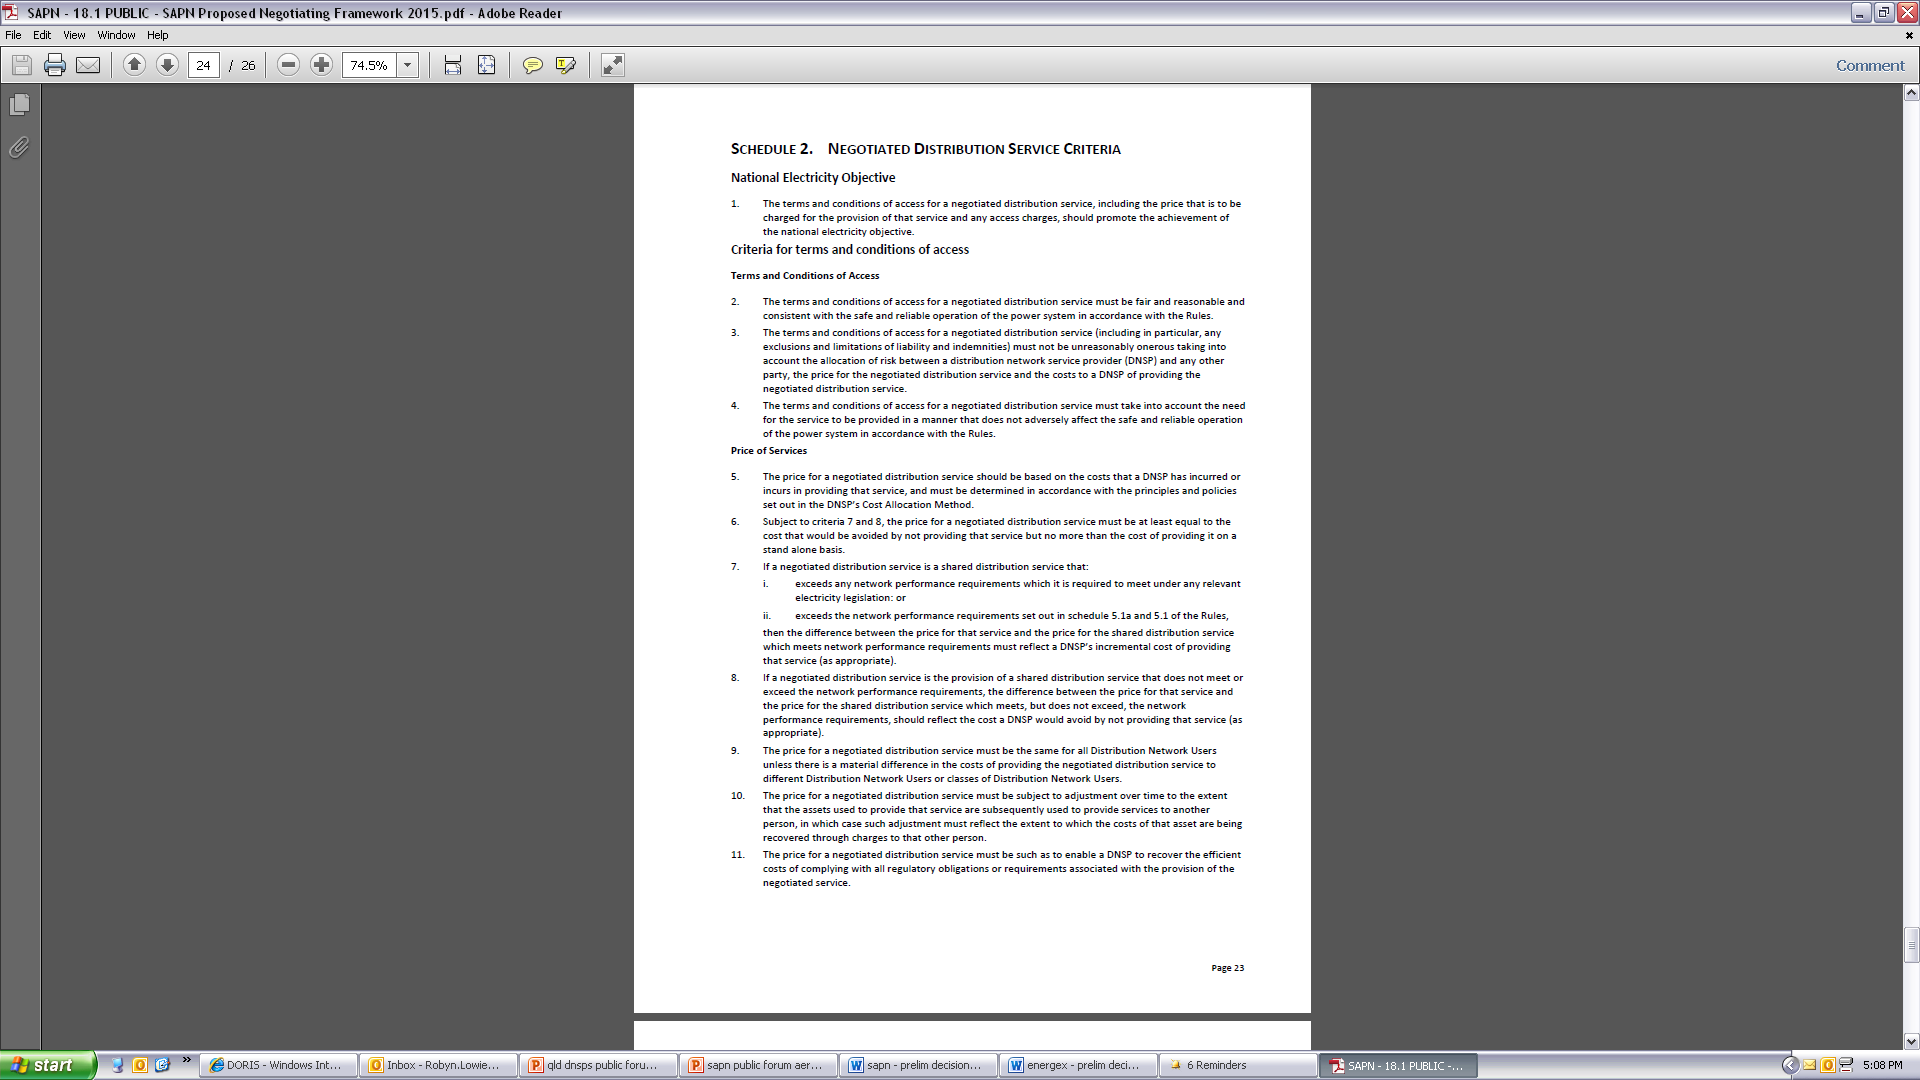 SAPN - 18.1 PUBLIC - SAPN Proposed Negotiating Framework 2015.pdf - Adobe Reader
File Edit View Window Help
24 / 26 74.5% Comment
SCHEDULE 2. NEGOTIATED DISTRIBUTION SERVICE CRITERIA
National Electricity Objective
1. The terms and conditions of access for a negotiated distribution service, including the price that is to be
charged for the provision of that service and any access charges, should promote the achievement of
the national electricity objective.
Criteria for terms and conditions of access
Terms and Conditions of Access
2. The terms and conditions of access for a negotiated distribution service must be fair and reasonable and
consistent with the safe and reliable operation of the power system in accordance with the Rules.
3. The terms and conditions of access for a negotiated distribution service (including in particular, any
exclusions and limitations of liability and indemnities) must not be unreasonably onerous taking into
account the allocation of risk between a distribution network service provider (DNSP) and any other
party, the price for the negotiated distribution service and the costs to a DNSP of providing the
negotiated distribution service.
4. The terms and conditions of access for a negotiated distribution service must take into account the need
for the service to be provided in a manner that does not adversely affect the safe and reliable operation
of the power system in accordance with the Rules.
Price of Services
5. The price for a negotiated distribution service should be based on the costs that a DNSP has incurred or
incurs in providing that service, and must be determined in accordance with the principles and policies
set out in the DNSP's Cost Allocation Method.
6. Subject to criteria 7 and 8, the price for a negotiated distribution service must be at least equal to the
cost that would be avoided by not providing that service but no more than the cost of providing it on a
stand alone basis.
7. If a negotiated distribution service is a shared distribution service that:
i. exceeds any network performance requirements which it is required to meet under any relevant
electricity legislation: or
ii. exceeds the network performance requirements set out in schedule 5.1a and 5.1 of the Rules,
then the difference between the price for that service and the price for the shared distribution service
which meets network performance requirements must reflect a DNSP's incremental cost of providing
that service (as appropriate).
8. If a negotiated distribution service is the provision of a shared distribution service that does not meet or
exceed the network performance requirements, the difference between the price for that service and
the price for the shared distribution service which meets, but does not exceed, the network
performance requirements, should reflect the cost a DNSP would avoid by not providing that service (as
appropriate).
9. The price for a negotiated distribution service must be the same for all Distribution Network Users
unless there is a material difference in the costs of providing the negotiated distribution service to
different Distribution Network Users or classes of Distribution Network Users.
10. The price for a negotiated distribution service must be subject to adjustment over time to the extent
that the assets used to provide that service are subsequently used to provide services to another
person, in which case such adjustment must reflect the extent to which the costs of that asset are being
recovered through charges to that other person.
11. The price for a negotiated distribution service must be such as to enable a DNSP to recover the efficient
costs of complying with all regulatory obligations or requirements associated with the provision of the
negotiated service.
Page 23
start DORIS - Windows Int... Inbox - Robyn.Lowie... qld dnsps public foru... sapn public forum aer... sapn - prelim decision... energex - prelim deci... 6 Reminders SAPN - 18.1 PUBLIC -... 5:08 PM